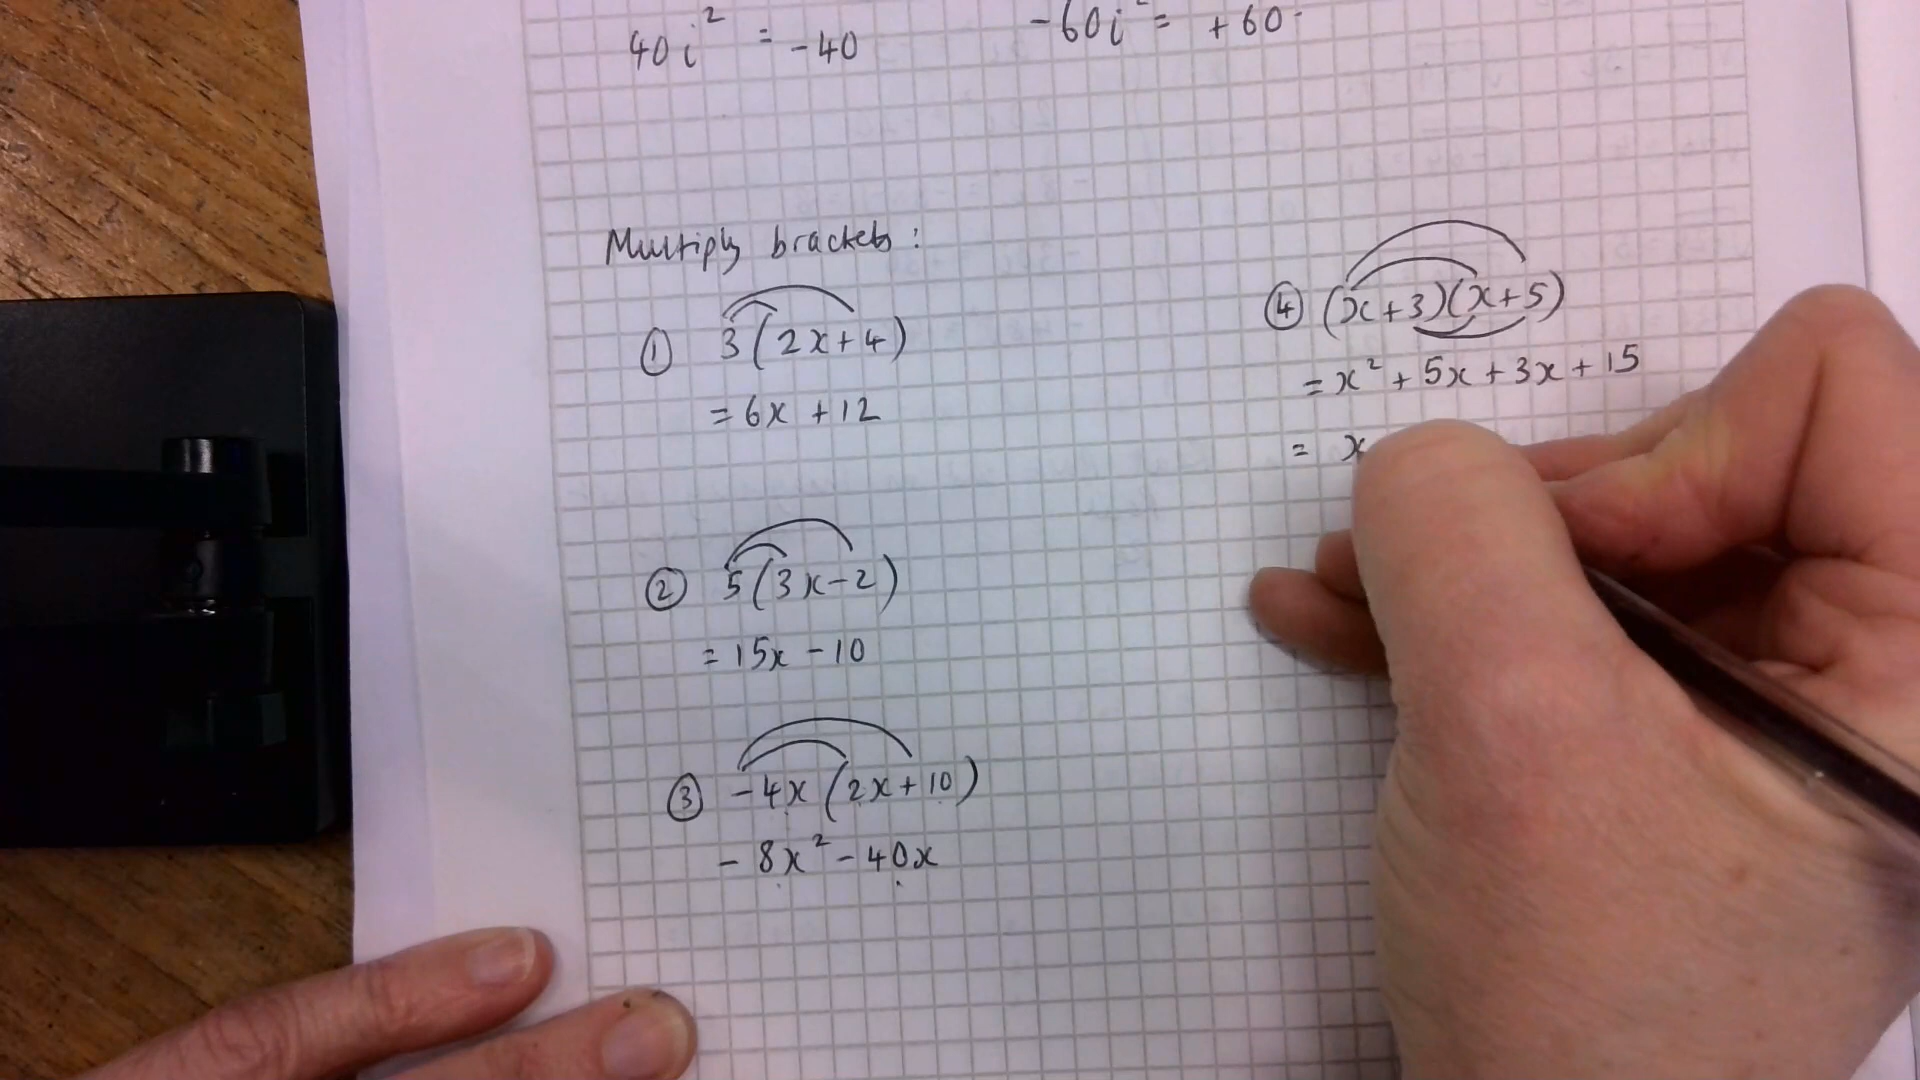 40i² = -40
-60i² = +60
Multiply brackets:
① 3(2x+4)
= 6x + 12
② 5(3x-2)
= 15x - 10
③ -4x(2x+10)
-8x² - 40x
④ (x+3)(x+5)
= x² + 5x + 3x + 15
= x